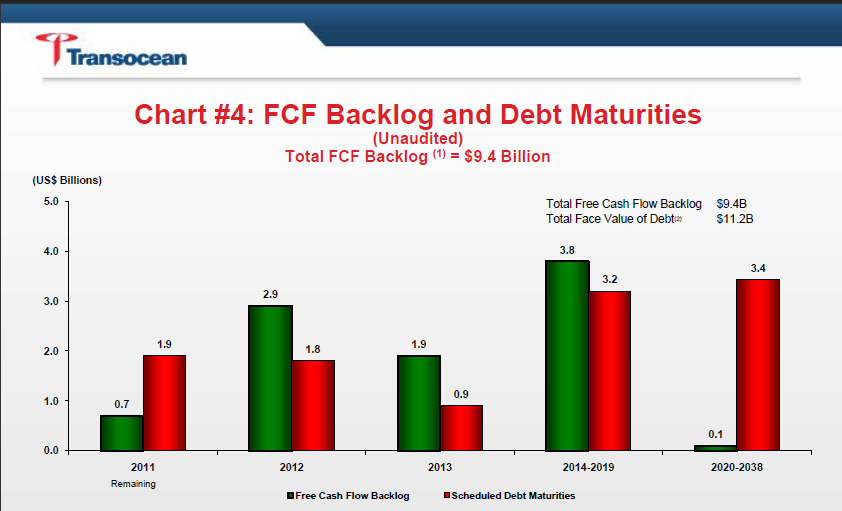 Transocean
Chart #4: FCF Backlog and Debt Maturities
(Unaudited)
Total FCF Backlog (1) = $9.4 Billion
(US$ Billions)
Total Free Cash Flow Backlog $9.4B
Total Face Value of Debt(2) $11.2B
5.0
4.0
3.0
2.0
1.0
0.0
0.7
1.9
2.9
1.8
1.9
0.9
3.8
3.2
0.1
3.4
2011
Remaining
2012
2013
2014-2019
2020-2038
Free Cash Flow Backlog
Scheduled Debt Maturities